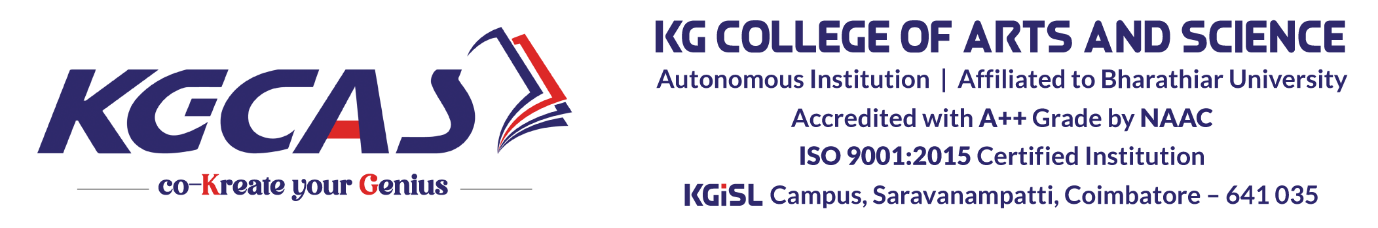 KGCAS
co-Kreate your Genius
KG COLLEGE OF ARTS AND SCIENCE
Autonomous Institution | Affiliated to Bharathiar University
Accredited with A++ Grade by NAAC
ISO 9001:2015 Certified Institution
KGiSL Campus, Saravanampatti, Coimbatore – 641 035